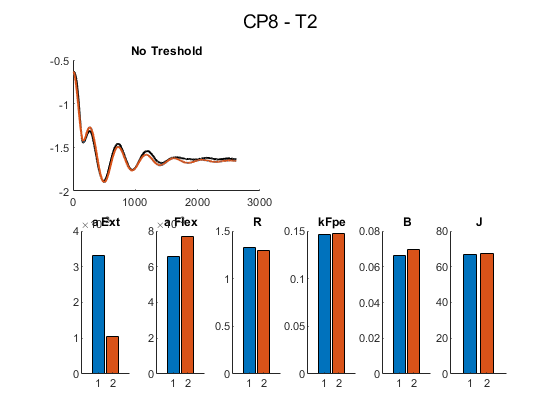 CP8 - T2
No Treshold
-0.5
-1
-1.5
-2
0 1000 2000 3000
a Ext a Flex R kFpe B J
4 3 2 1 0
8 6 4 2 0
1.5 1 0.5 0
0.15 0.1 0.05 0
0.08 0.06 0.04 0.02 0
80 60 40 20 0
1 2 1 2 1 2 1 2 1 2 1 2